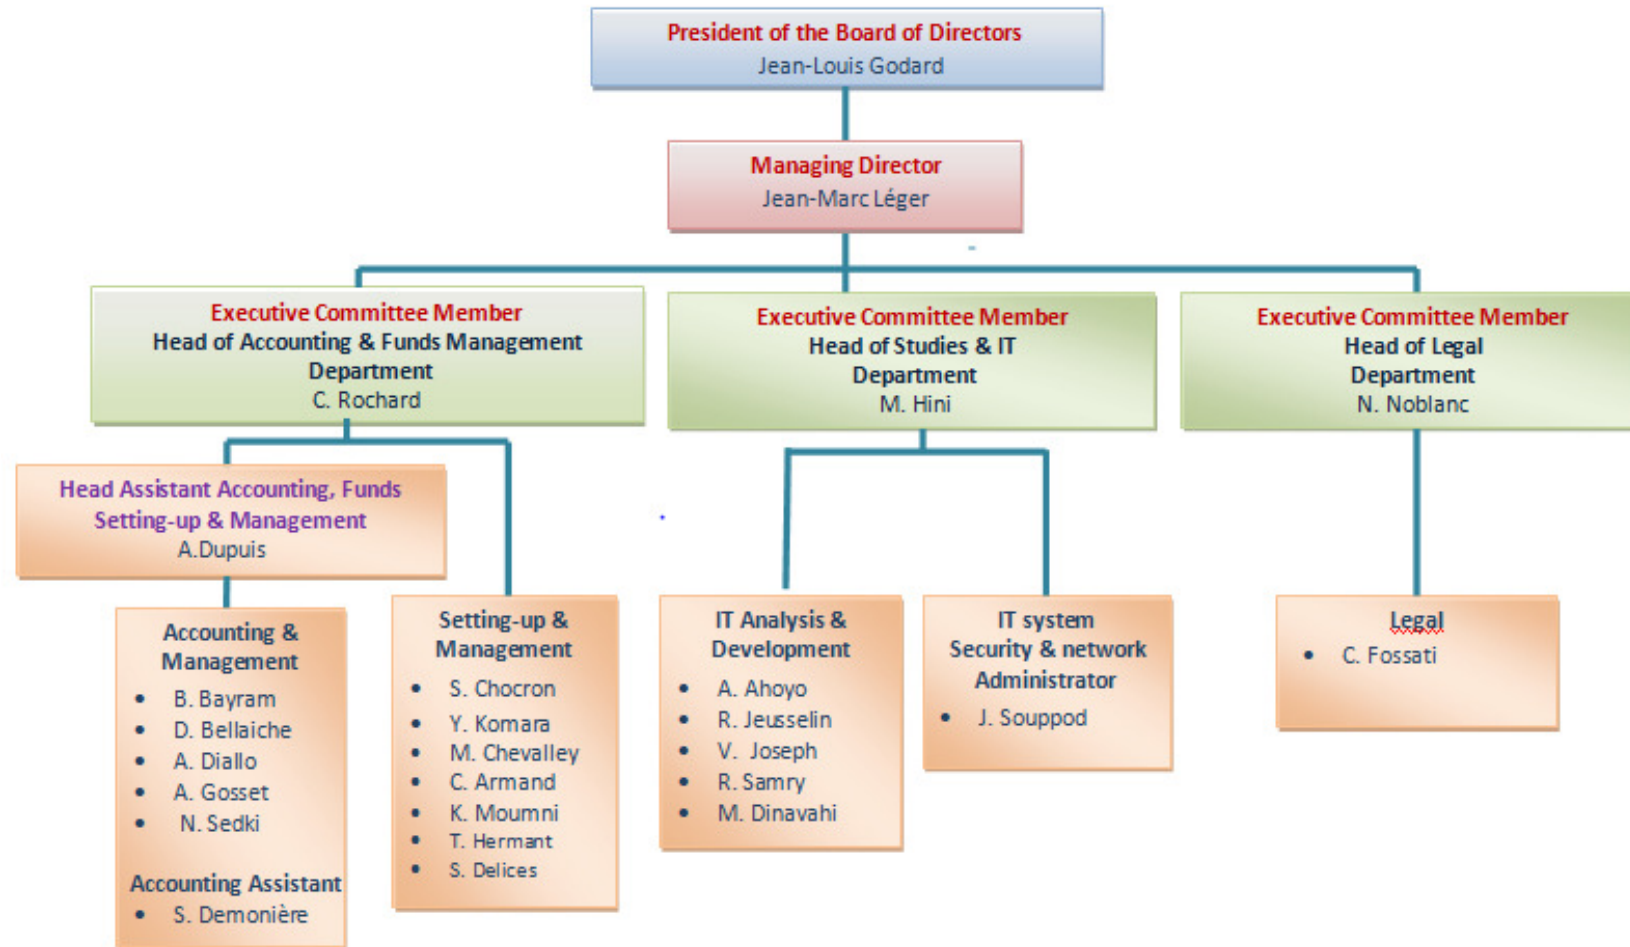 President of the Board of Directors
Jean-Louis Godard
Managing Director
Jean-Marc Léger
Executive Committee Member
Head of Accounting & Funds Management
Department
C. Rochard
Executive Committee Member
Head of Studies & IT
Department
M. Hini
Executive Committee Member
Head of Legal
Department
N. Noblanc
Head Assistant Accounting, Funds
Setting-up & Management
A.Dupuis
Accounting &
Management
• B. Bayram
• D. Bellaiche
• A. Diallo
• A. Gosset
• N. Sedki
Accounting Assistant
• S. Demonière
Setting-up &
Management
• S. Chocron
• Y. Komara
• M. Chevalley
• C. Armand
• K. Moumni
• T. Hermant
• S. Delices
IT Analysis &
Development
• A. Ahoyo
• R. Jeusselin
• V. Joseph
• R. Samry
• M. Dinavahi
IT system
Security & network
Administrator
• J. Souppod
Legal
• C. Fossati